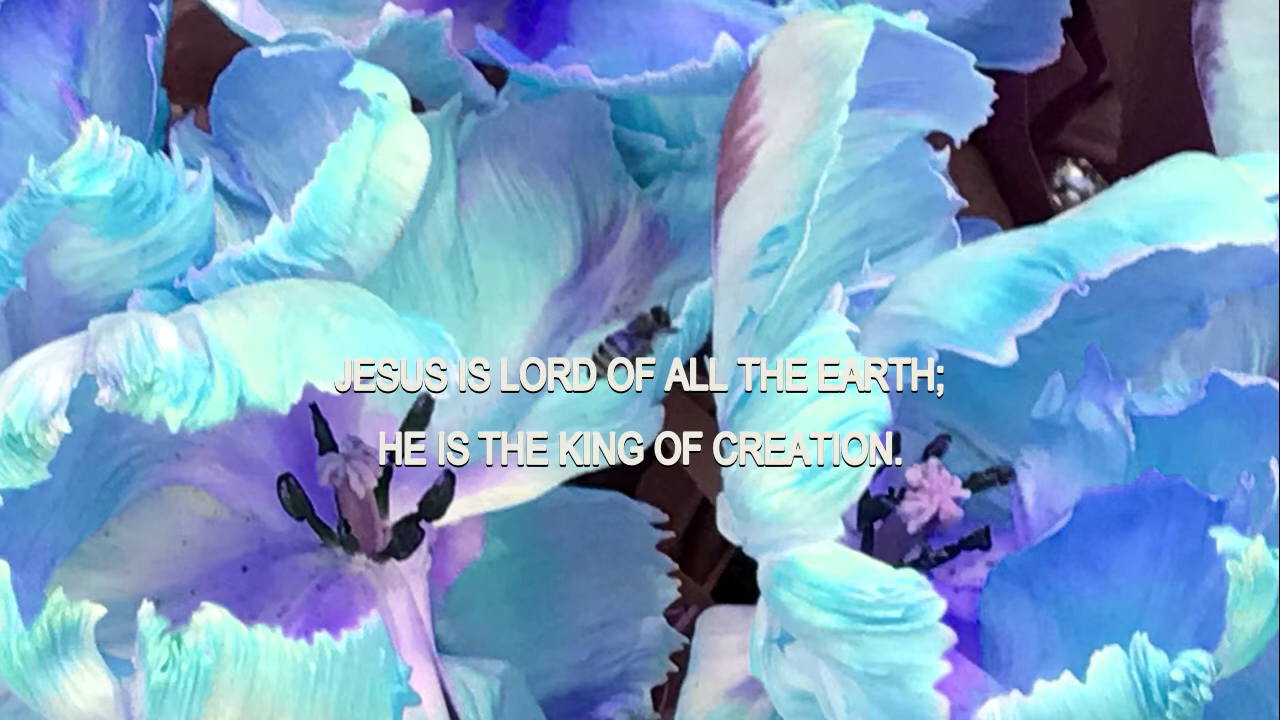 JESUS IS LORD OF ALL THE EARTH;
HE IS THE KING OF CREATION.